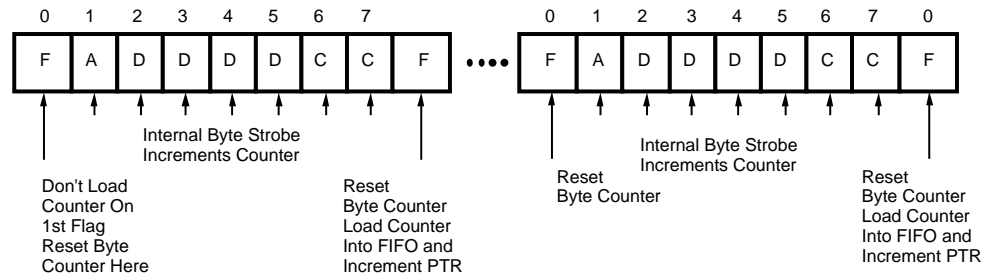 0 1 2 3 4 5 6 7 0 1 2 3 4 5 6 7 0
F A D D D D C C F F A D D D D C C F
Internal Byte Strobe
Increments Counter
Don't Load
Counter On
1st Flag
Reset Byte
Counter Here
Reset
Byte Counter
Load Counter
Into FIFO and
Increment PTR
Internal Byte Strobe
Increments Counter
Reset
Byte Counter
Reset
Byte Counter
Load Counter
Into FIFO and
Increment PTR